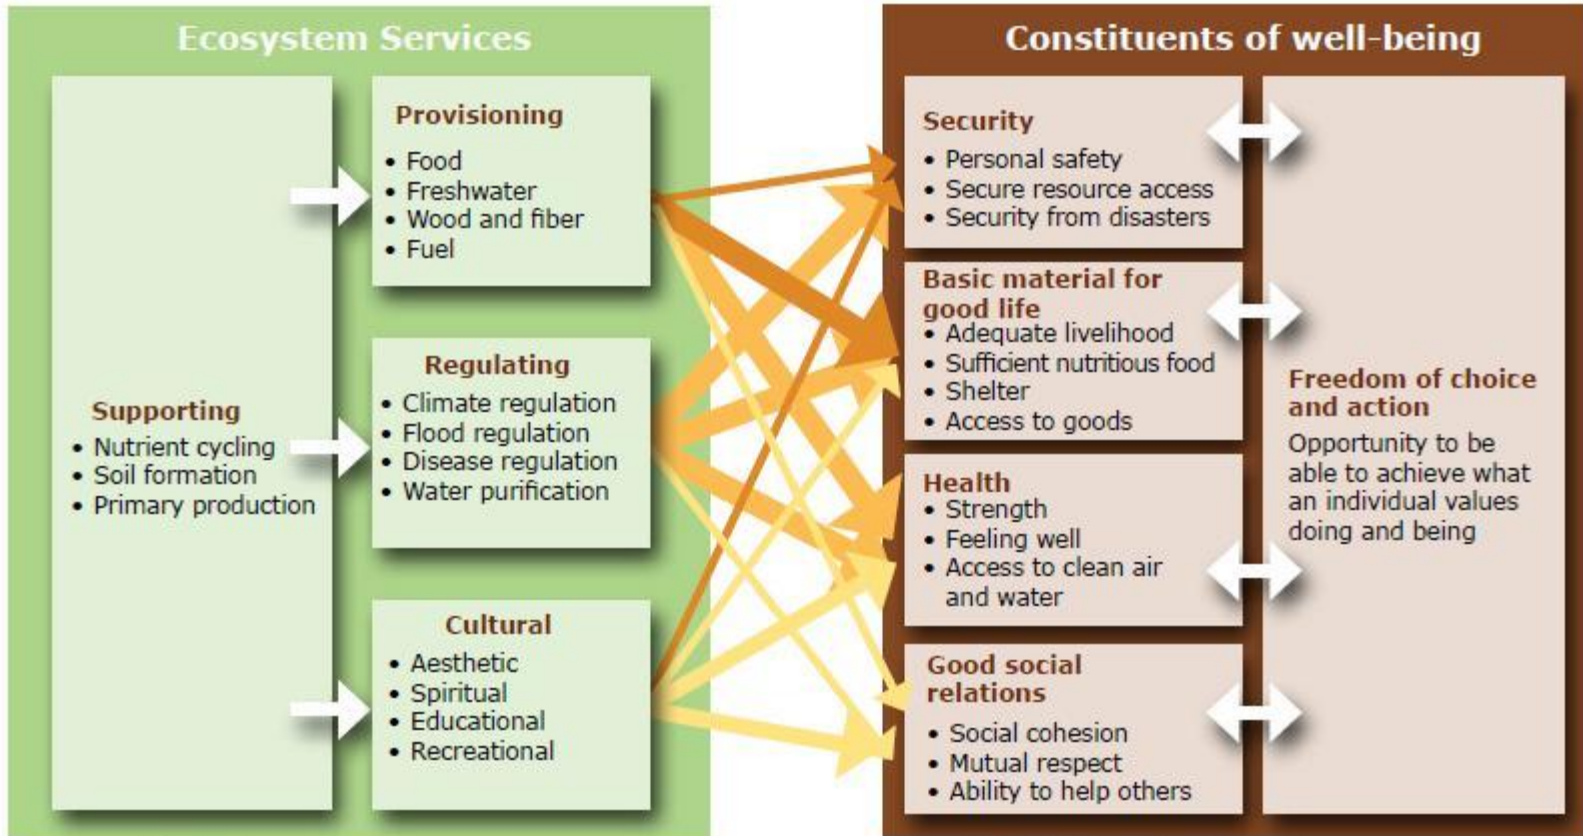 Ecosystem Services
Supporting
• Nutrient cycling
• Soil formation
• Primary production
Provisioning
• Food
• Freshwater
• Wood and fiber
• Fuel
Regulating
• Climate regulation
• Flood regulation
• Disease regulation
• Water purification
Cultural
• Aesthetic
• Spiritual
• Educational
• Recreational
Constituents of well-being
Security
• Personal safety
• Secure resource access
• Security from disasters
Basic material for
good life
• Adequate livelihood
• Sufficient nutritious food
• Shelter
• Access to goods
Health
• Strength
• Feeling well
• Access to clean air
and water
Good social
relations
• Social cohesion
• Mutual respect
• Ability to help others
Freedom of choice
and action
Opportunity to be
able to achieve what
an individual values
doing and being